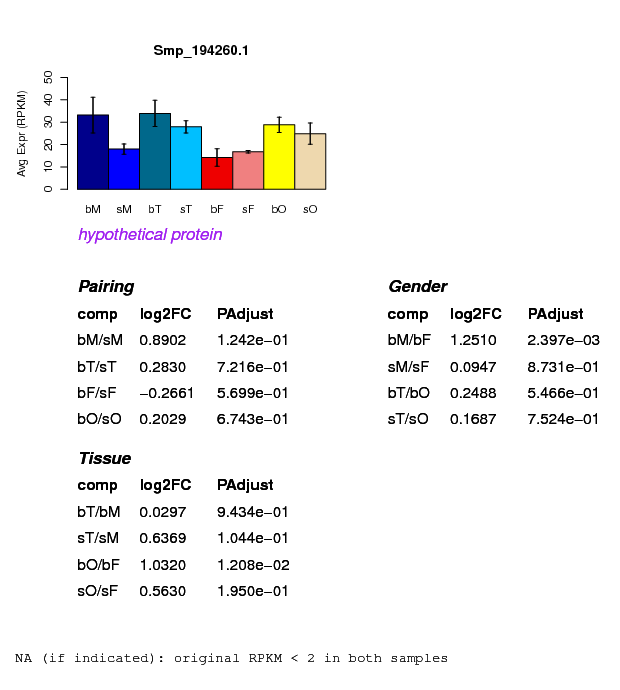 Smp_194260.1
Avg Expr (RPKM)
50
40
30
20
10
0
bM sM bT sT bF sF bO sO
hypothetical protein
Pairing
comp log2FC PAdjust
bM/sM 0.8902 1.242e−01
bT/sT 0.2830 7.216e−01
bF/sF −0.2661 5.699e−01
bO/sO 0.2029 6.743e−01
Gender
comp log2FC PAdjust
bM/bF 1.2510 2.397e−03
sM/sF 0.0947 8.731e−01
bT/bO 0.2488 5.466e−01
sT/sO 0.1687 7.524e−01
Tissue
comp log2FC PAdjust
bT/bM 0.0297 9.434e−01
sT/sM 0.6369 1.044e−01
bO/bF 1.0320 1.208e−02
sO/sF 0.5630 1.950e−01
NA (if indicated): original RPKM < 2 in both samples